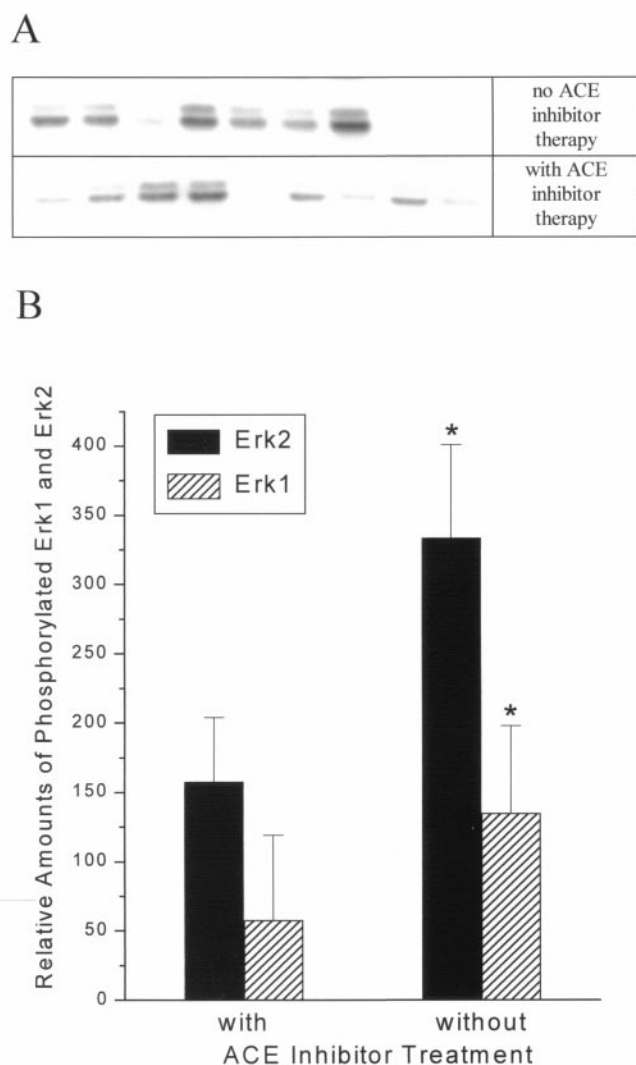 A
no ACE
inhibitor
therapy
with ACE
inhibitor
therapy
B
Relative Amounts of Phosphorylated Erk1 and Erk2
400
350
300
250
200
150
100
50
0
Erk2
Erk1
*
*
with
without
ACE Inhibitor Treatment